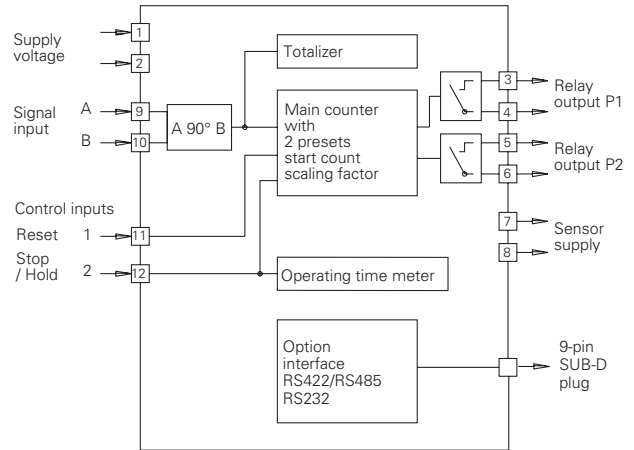 Supply
voltage
1
2
Signal
input
A
B
9
10
A 90° B
Totalizer
Main counter
with
2 presets
start count
scaling factor
3
4
Relay
output P1
5
6
Relay
output P2
7
8
Sensor
supply
Control inputs
Reset 1
11
Stop
/ Hold 2
12
Operating time meter
Option
interface
RS422/RS485
RS232
9-pin
SUB-D
plug